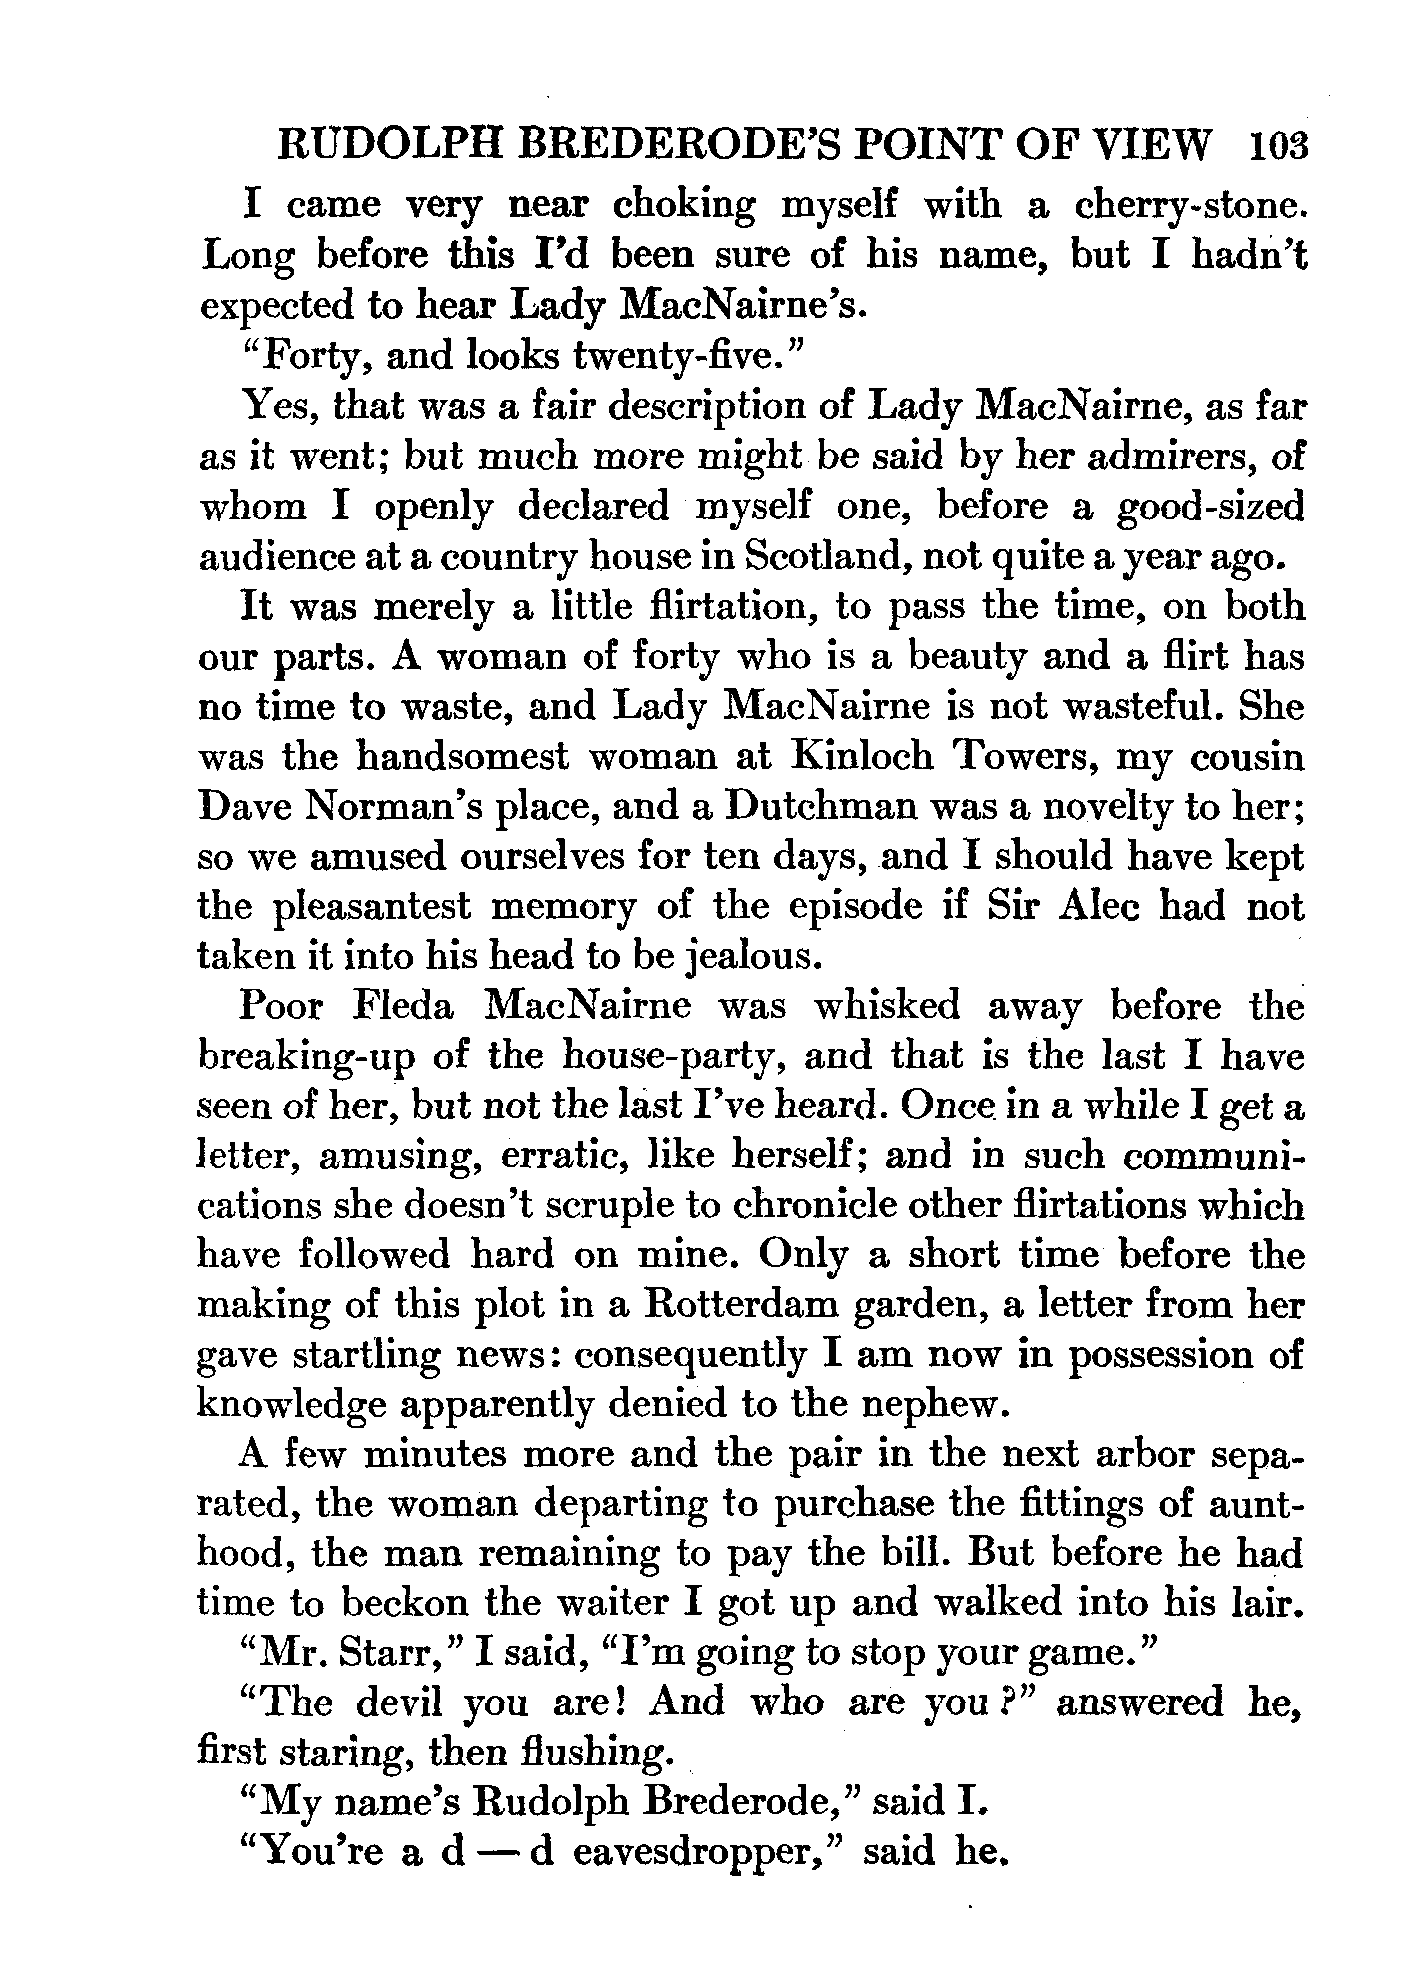 RUDOLPH BREDERODE'S POINT OF VIEW 103
I came very near choking myself with a cherry-stone.
Long before this I'd been sure of his name, but I hadn't
expected to hear Lady MacNairne's.
"Forty, and looks twenty-five."
Yes, that was a fair description of Lady MacNairne, as far
as it went; but much more might be said by her admirers, of
whom I openly declared myself one, before a good-sized
audience at a country house in Scotland, not quite a year ago.
It was merely a little flirtation, to pass the time, on both
our parts. A woman of forty who is a beauty and a flirt has
no time to waste, and Lady MacNairne is not wasteful. She
was the handsomest woman at Kinloch Towers, my cousin
Dave Norman's place, and a Dutchman was a novelty to her;
so we amused ourselves for ten days, and I should have kept
the pleasantest memory of the episode if Sir Alec had not
taken it into his head to be jealous.
Poor Fleda MacNairne was whisked away before the
breaking-up of the house-party, and that is the last I have
seen of her, but not the last I've heard. Once in a while I get a
letter, amusing, erratic, like herself; and in such communi-
cations she doesn't scruple to chronicle other flirtations which
have followed hard on mine. Only a short time before the
making of this plot in a Rotterdam garden, a letter from her
gave startling news: consequently I am now in possession of
knowledge apparently denied to the nephew.
A few minutes more and the pair in the next arbor sepa-
rated, the woman departing to purchase the fittings of aunt-
hood, the man remaining to pay the bill. But before he had
time to beckon the waiter I got up and walked into his lair.
"Mr. Starr," I said, "I'm going to stop your game."
"The devil you are! And who are you?" answered he,
first staring, then flushing.
"My name's Rudolph Brederode," said I.
"You're a d — d eavesdropper," said he.